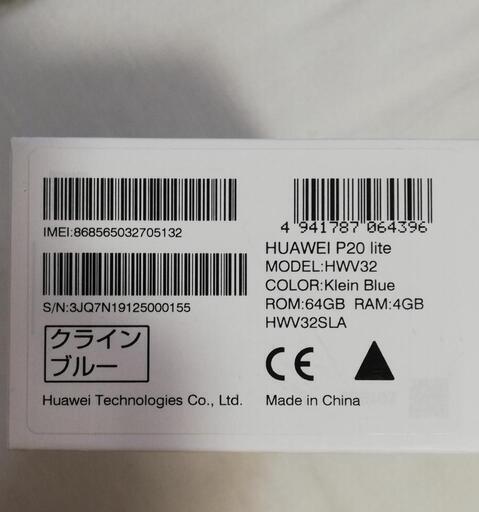 IMEI:868565032705132
S/N:3JQ7N19125000155
クライン
ブルー
Huawei Technologies Co., Ltd.
4 941787 064396
HUAWEI P20 lite
MODEL:HWV32
COLOR:Klein Blue
ROM:64GB RAM:4GB
HWV32SLA
CE
Made in China